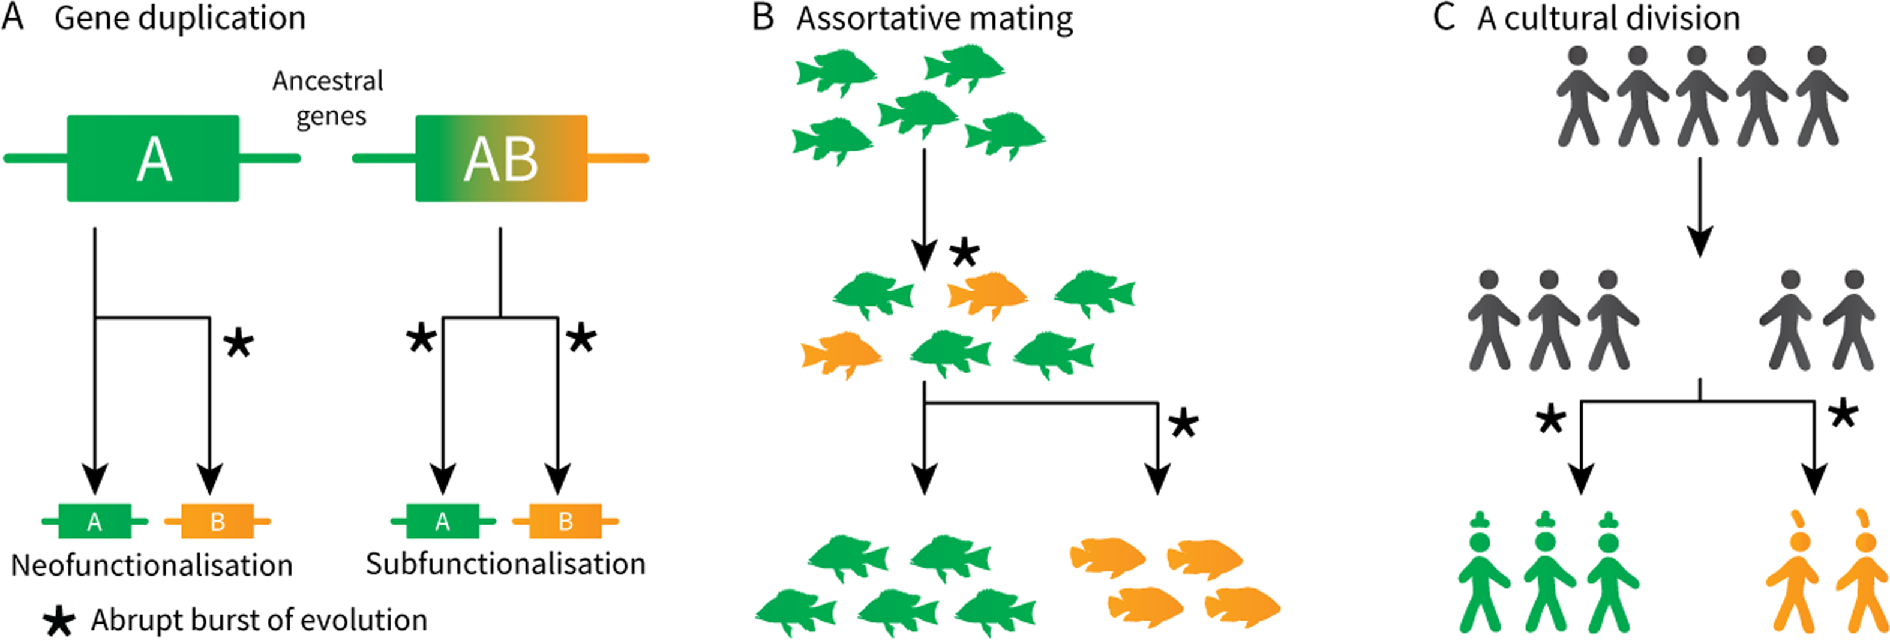 A Gene duplication
Ancestral
genes
A
AB
A
B
A
B
Neofunctionalisation
Subfunctionalisation
* Abrupt burst of evolution
B Assortative mating
*
*
C A cultural division
*
*